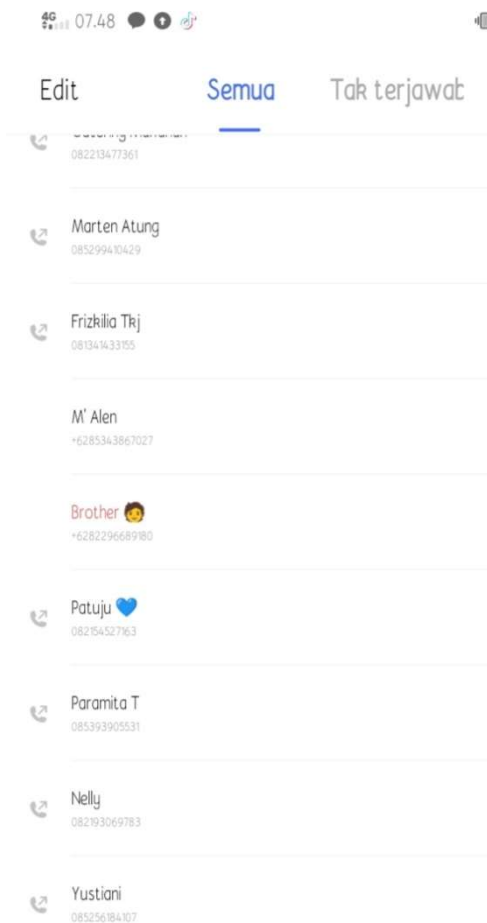 4G 07.48
Edit Semua Tak terjawab
082213477361
Marten Atung
085299410429
Frizkilia Tkj
081341433155
M' Alen
+6285343867027
Brother 🧑
+6282296689180
Patuju 💙
082154527163
Paramita T
085393905531
Nelly
082193069783
Yustiani
085256184107